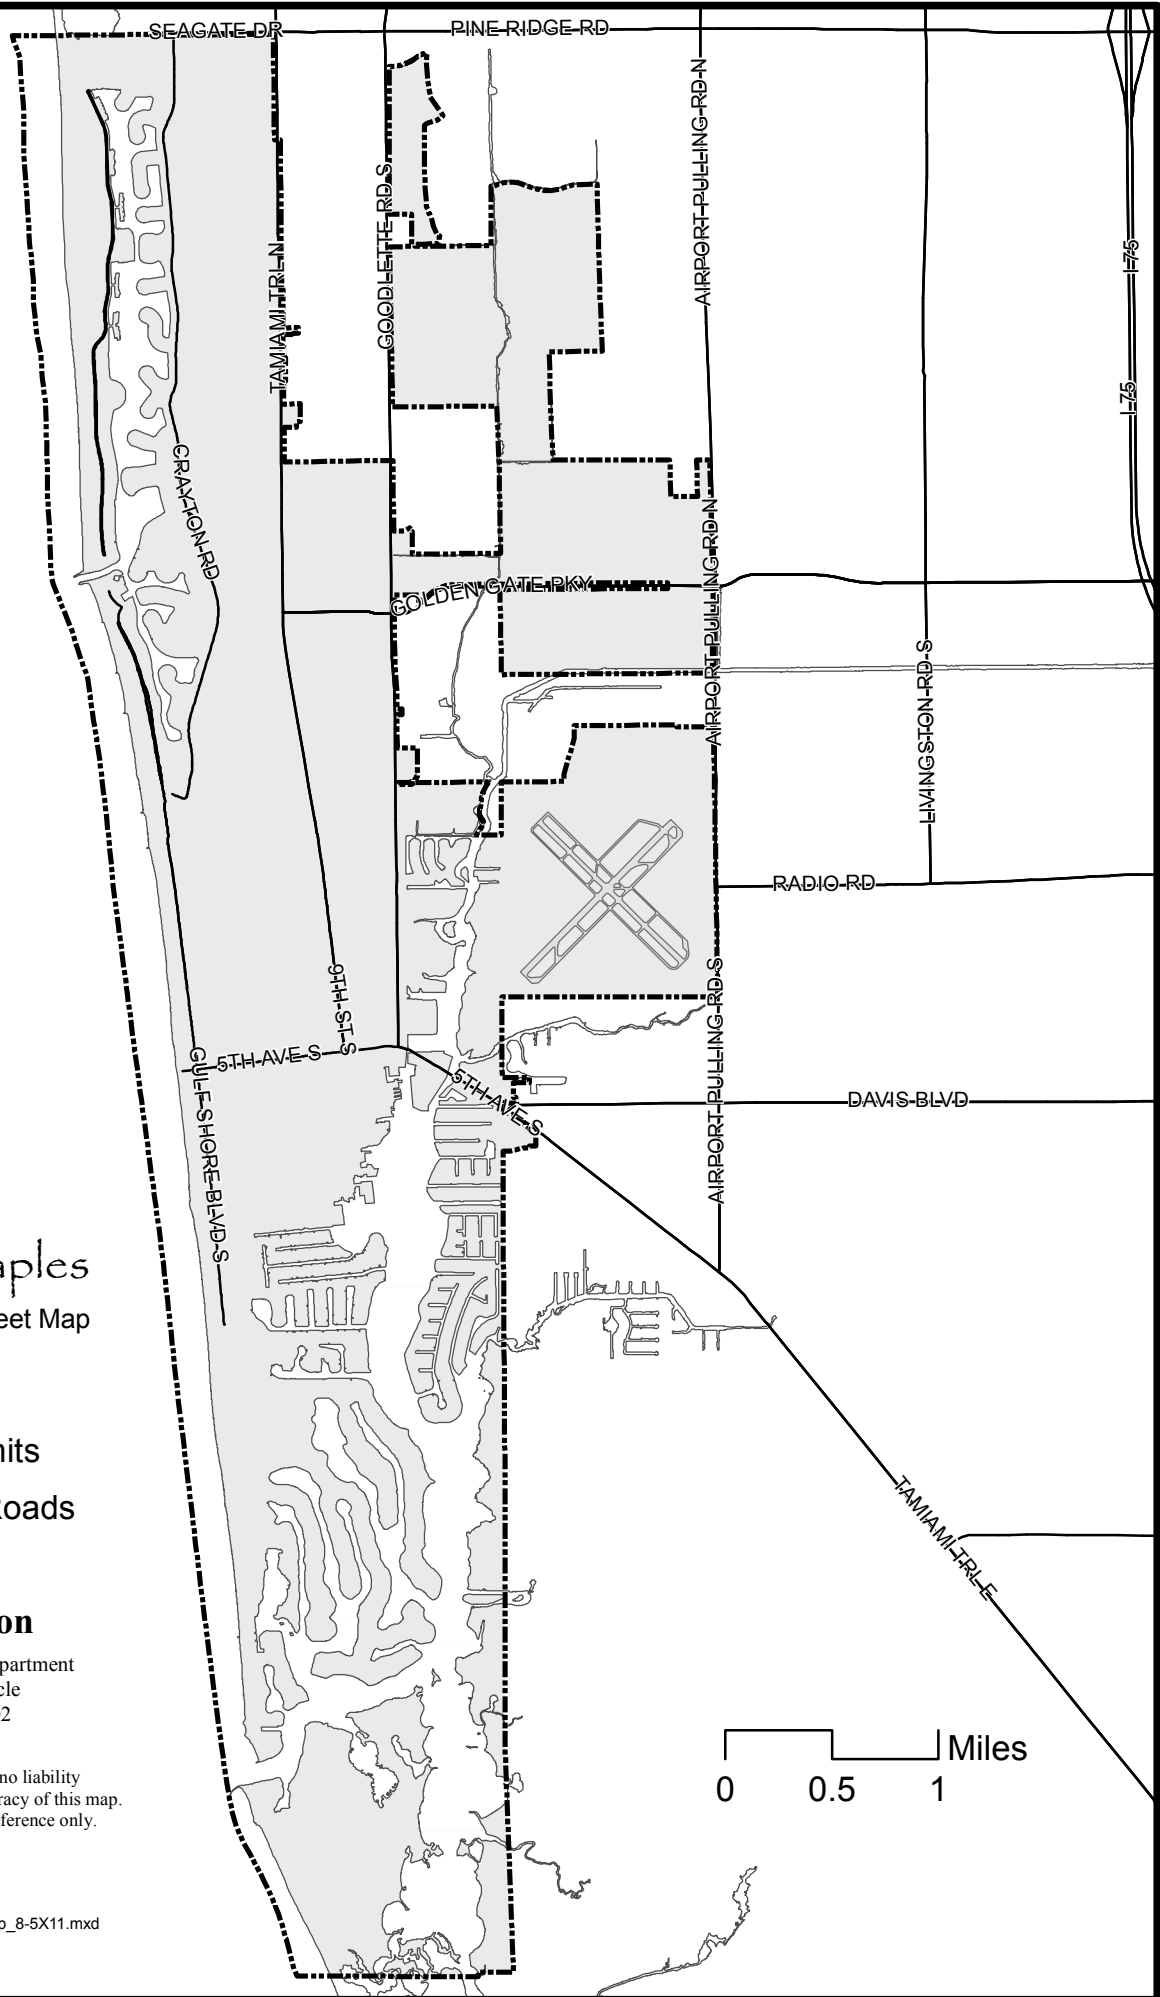 SEAGATE DR
PINE RIDGE RD
AIRPORT-PULLING RD N
GOODLETTE RD S
TAMIAMI TRL N
I-75
I-75
CRAYTON RD
AIRPORT PULLING RD N
GOLDEN GATE PKY
LIVINGSTON RD S
RADIO RD
9TH ST S
5TH AVE S
GULF SHORE BLVD S
5TH AVE S
AIRPORT-PULLING RD S
DAVIS BLVD
aples
eet Map
mits
Roads
TAMIAMI TRL E
on
partment
cle
02
Miles
0 0.5 1
no liability
racy of this map.
ference only.
p_8-5X11.mxd